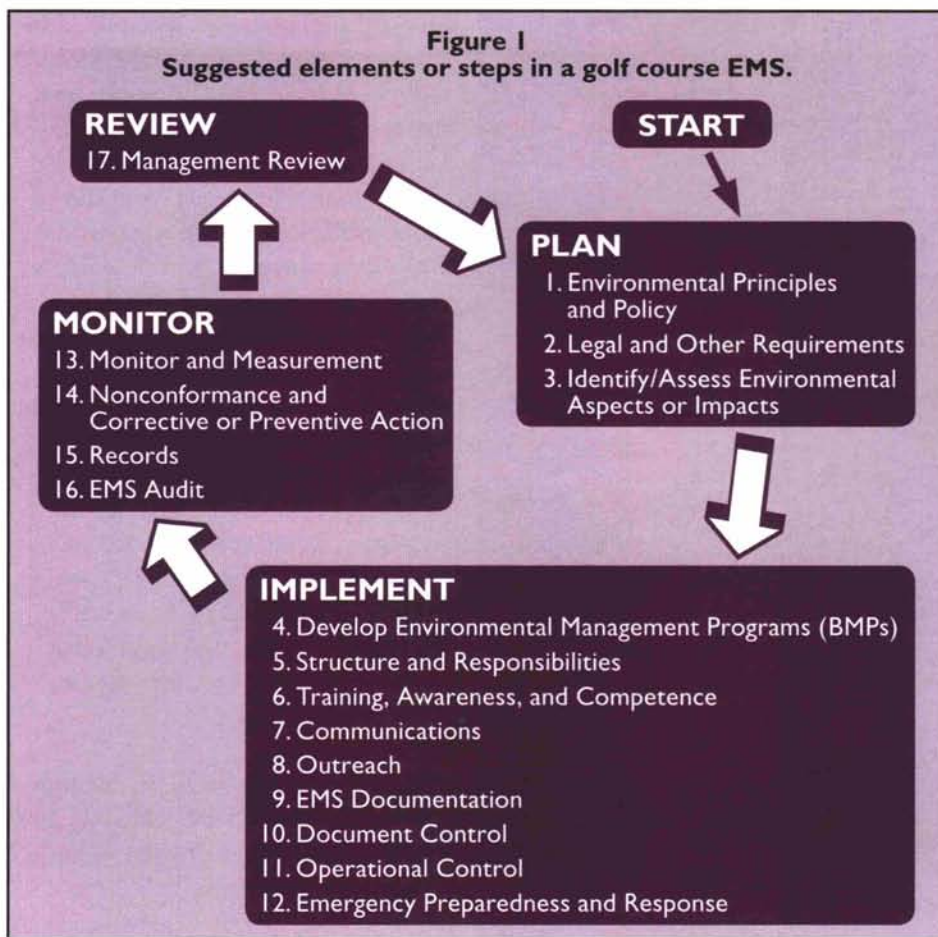 Figure 1
Suggested elements or steps in a golf course EMS.
REVIEW
17. Management Review
START
PLAN
1. Environmental Principles
and Policy
2. Legal and Other Requirements
3. Identify/Assess Environmental
Aspects or Impacts
MONITOR
13. Monitor and Measurement
14. Nonconformance and
Corrective or Preventive Action
15. Records
16. EMS Audit
IMPLEMENT
4. Develop Environmental Management Programs (BMPs)
5. Structure and Responsibilities
6. Training, Awareness, and Competence
7. Communications
8. Outreach
9. EMS Documentation
10. Document Control
11. Operational Control
12. Emergency Preparedness and Response